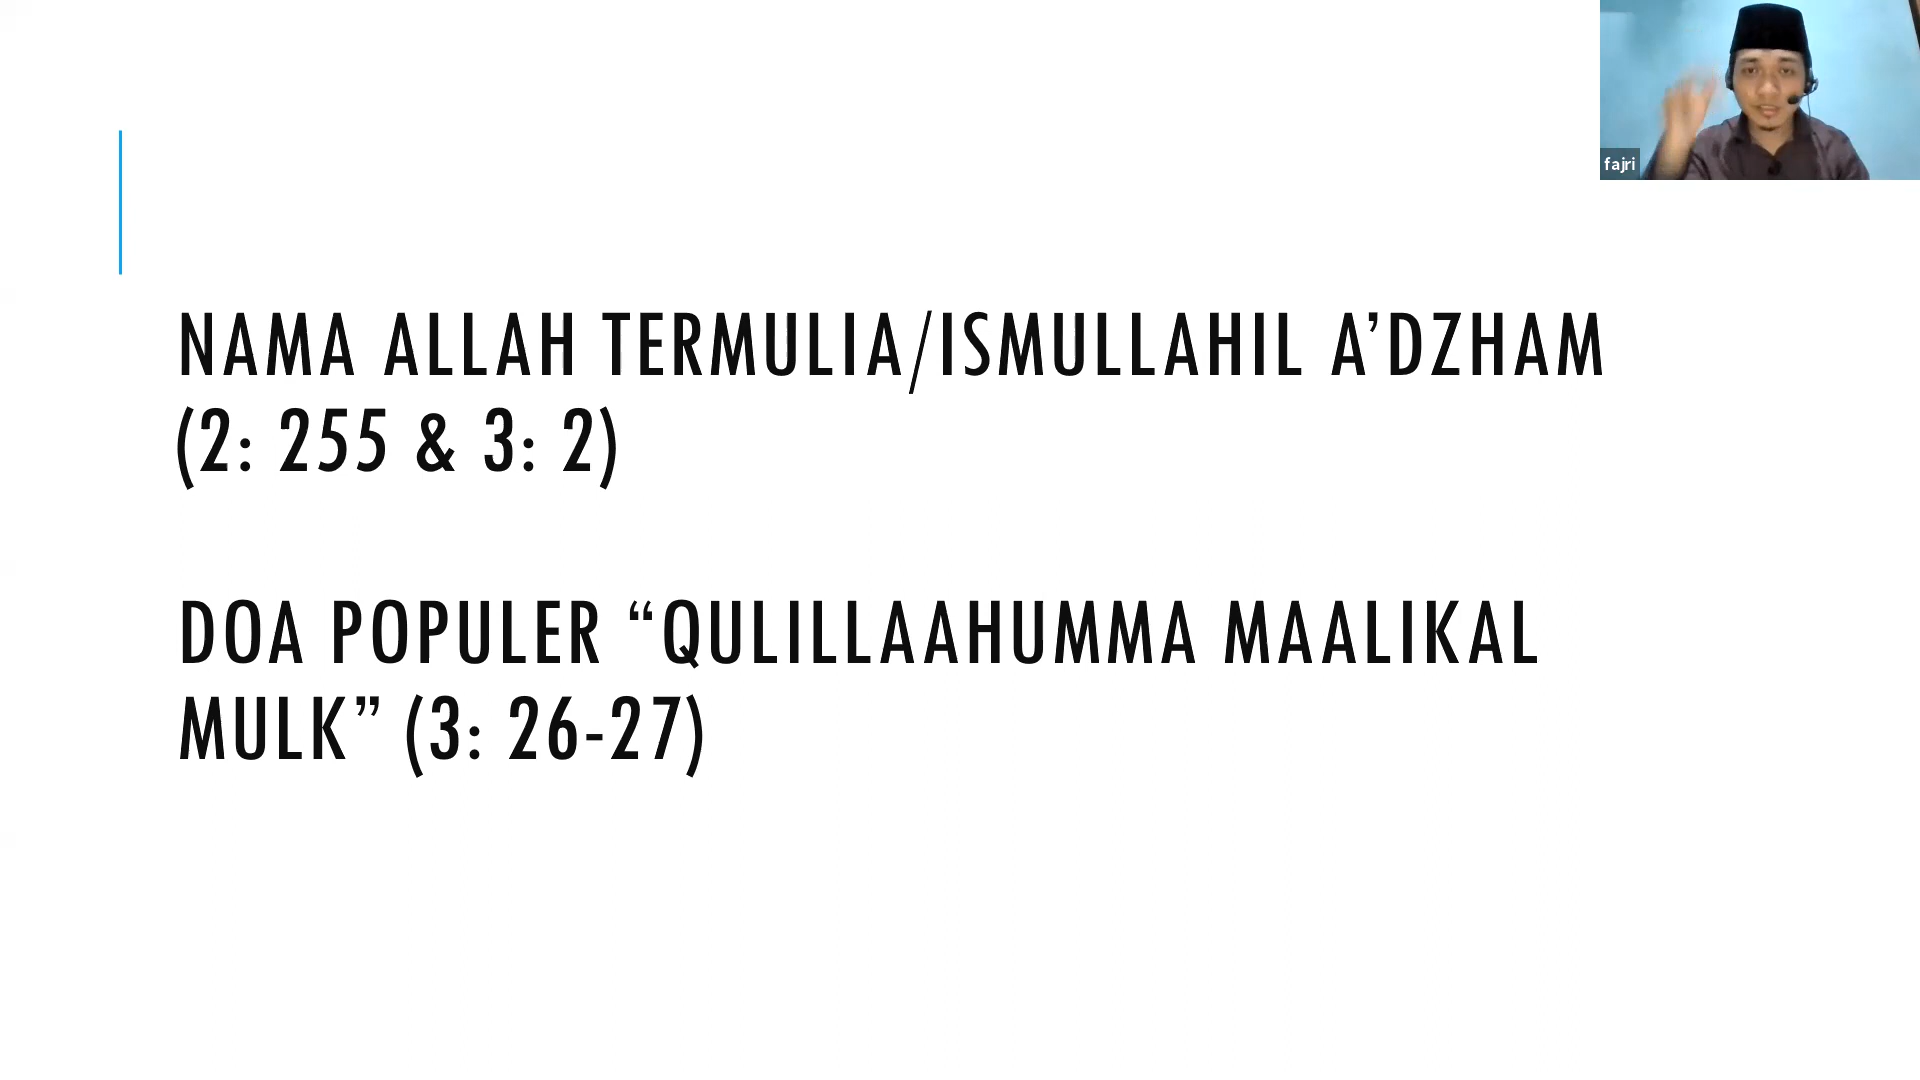 fajri
NAMA ALLAH TERMULIA/ISMULLAHIL A’DZHAM
(2: 255 & 3: 2)
DOA POPULER “QULILLAAHUMMA MAALIKAL
MULK” (3: 26-27)